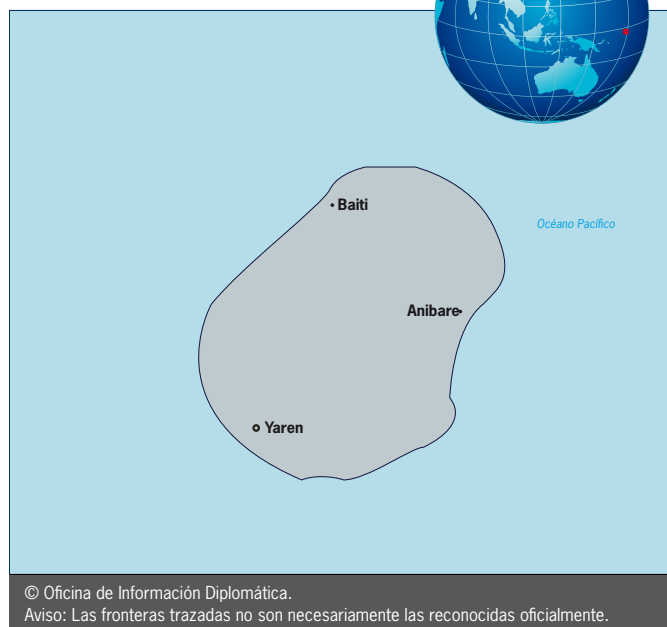 Baiti
Océano Pacífico
Anibare
Yaren
© Oficina de Información Diplomática.
Aviso: Las fronteras trazadas no son necesariamente las reconocidas oficialmente.